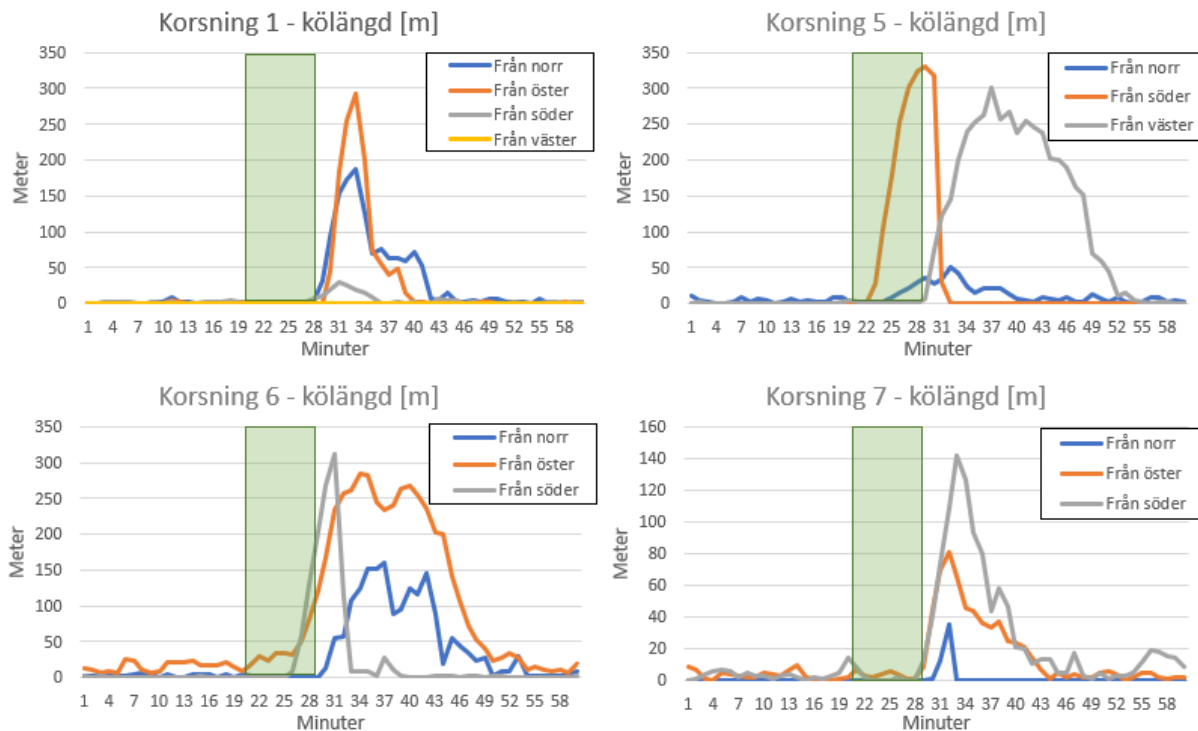 Korsning 1 - kölängd [m]
350
300
250
200
150
100
50
0
Meter
1 4 7 10 13 16 19 22 25 28 31 34 37 40 43 46 49 52 55 58
Minuter
Från norr
Från öster
Från söder
Från väster
Korsning 5 - kölängd [m]
350
300
250
200
150
100
50
0
Meter
1 4 7 10 13 16 19 22 25 28 31 34 37 40 43 46 49 52 55 58
Minuter
Från norr
Från söder
Från väster
Korsning 6 - kölängd [m]
350
300
250
200
150
100
50
0
Meter
1 4 7 10 13 16 19 22 25 28 31 34 37 40 43 46 49 52 55 58
Minuter
Från norr
Från öster
Från söder
Korsning 7 - kölängd [m]
160
140
120
100
80
60
40
20
0
Meter
1 4 7 10 13 16 19 22 25 28 31 34 37 40 43 46 49 52 55 58
Minuter
Från norr
Från öster
Från söder